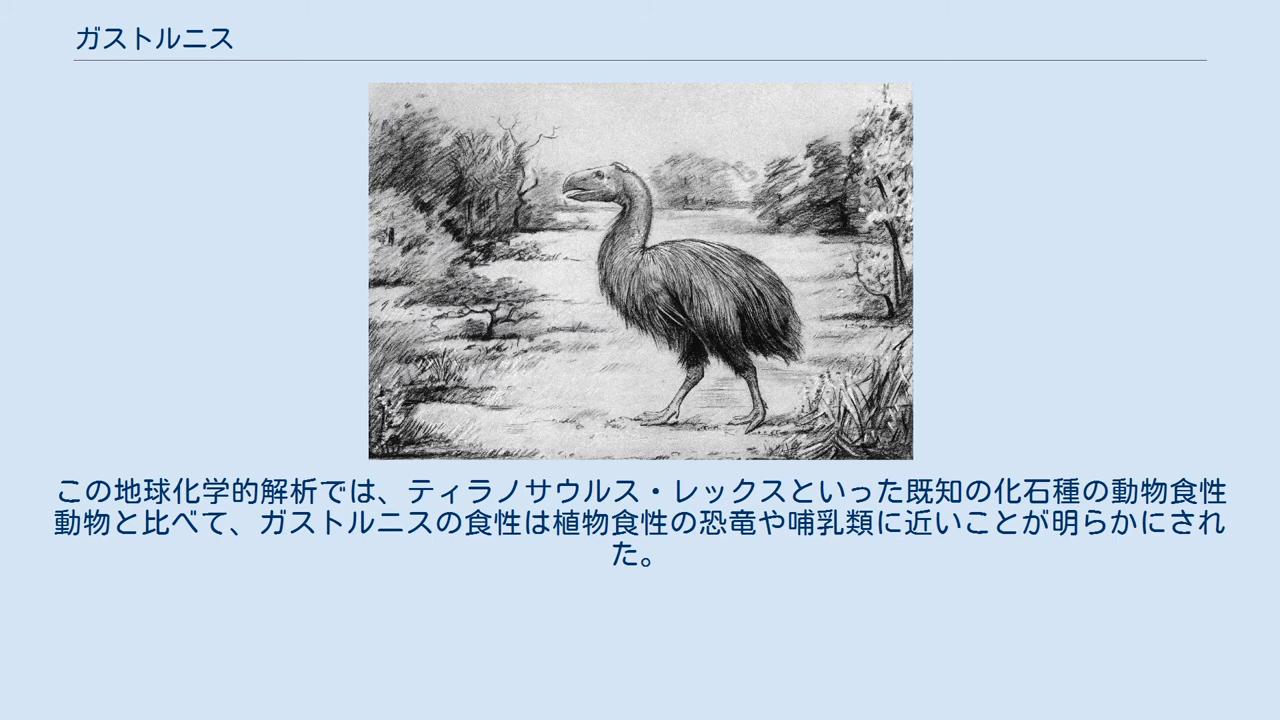 ガストルニス
この地球化学的解析では、ティラノサウルス・レックスといった既知の化石種の動物食性
動物と比べて、ガストルニスの食性は植物食性の恐竜や哺乳類に近いことが明らかにされ
た。